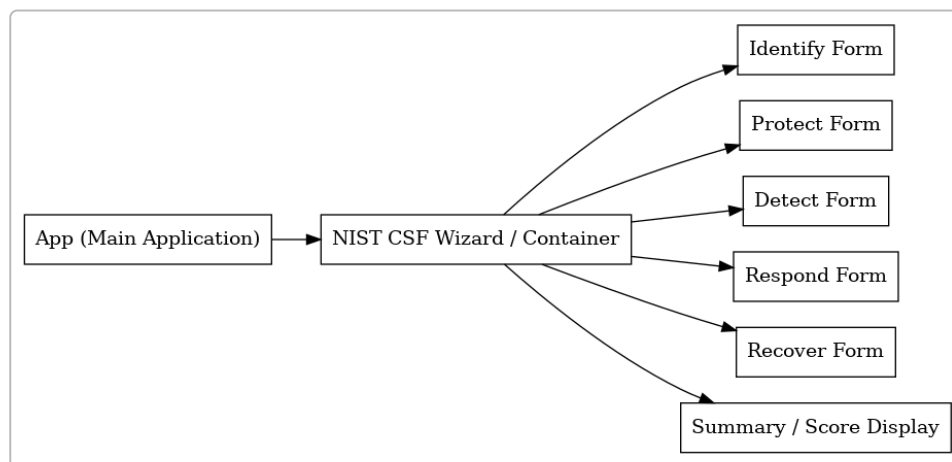 App (Main Application)
NIST CSF Wizard / Container
Identify Form
Protect Form
Detect Form
Respond Form
Recover Form
Summary / Score Display